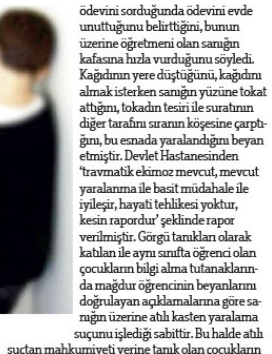 ödevini sorduğunda ödevini evde
unuttuğunu belirttiğini, bunun
üzerine öğretmeni olan sanığın
kafasına hızla vurduğunu söyledi.
Kağıdının yere düştüğünü, kağıdını
almak isterken sanığın yüzüne tokat
attığını, tokadın tesiri ile suratının
diğer tarafını sıranın köşesine çarptı-
ğını, bu esnada yaralandığını beyan
etmiştir. Devlet Hastanesinden
‘travmatik ekimoz mevcut, mevcut
yaralanma ile basit müdahale ile
iyileşir, hayati tehlikesi yoktur,
kesin rapordur’ şeklinde rapor
verilmiştir. Görgü tanıkları olarak
katılan ile aynı sınıfta öğrenci olan
çocukların bilgi alma tutanakların-
da mağdur öğrencinin beyanlarını
doğrulayan açıklamalarına göre sa-
nığın üzerine atılı kasten yaralama
suçunu işlediği sabittir. Bu halde atılı
suçtan mahkumiyeti yerine tanık olan çocukların